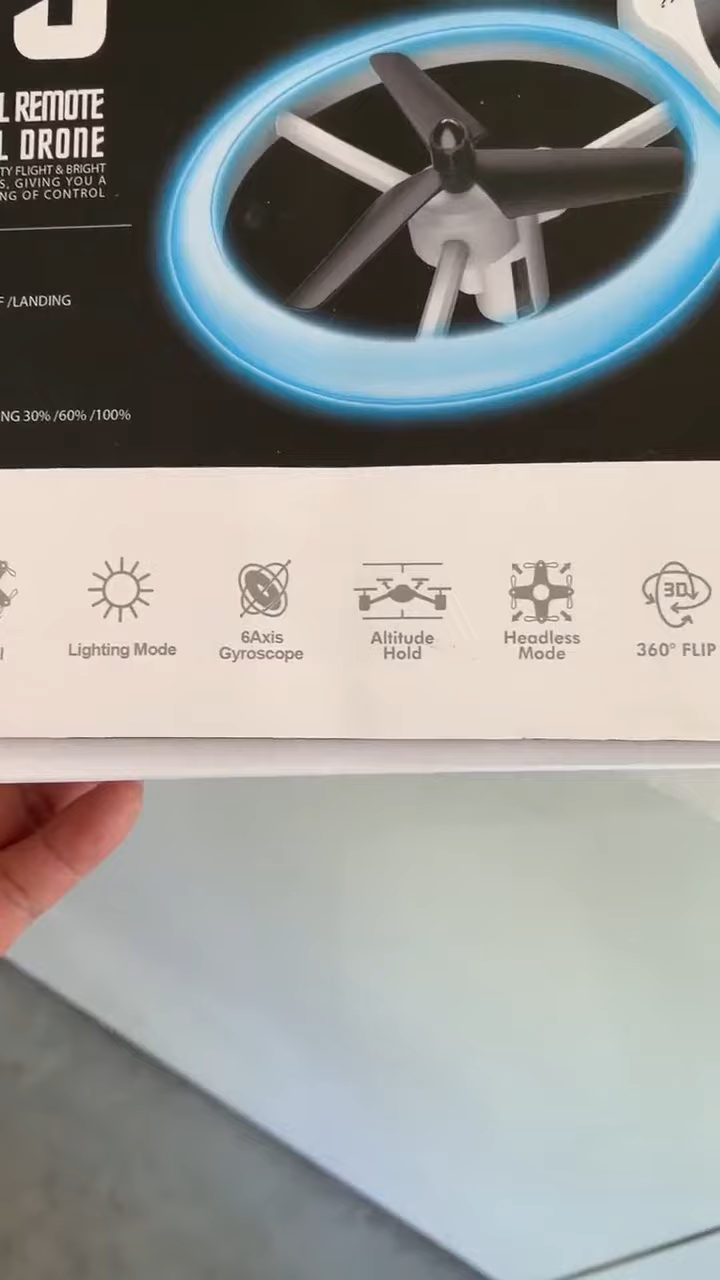 L REMOTE
L DRONE
TY FLIGHT & BRIGHT
S, GIVING YOU A
NG OF CONTROL
F /LANDING
NG 30% /60% /100%
Lighting Mode
6Axis
Gyroscope
Altitude
Hold
Headless
Mode
3D
360° FLIP